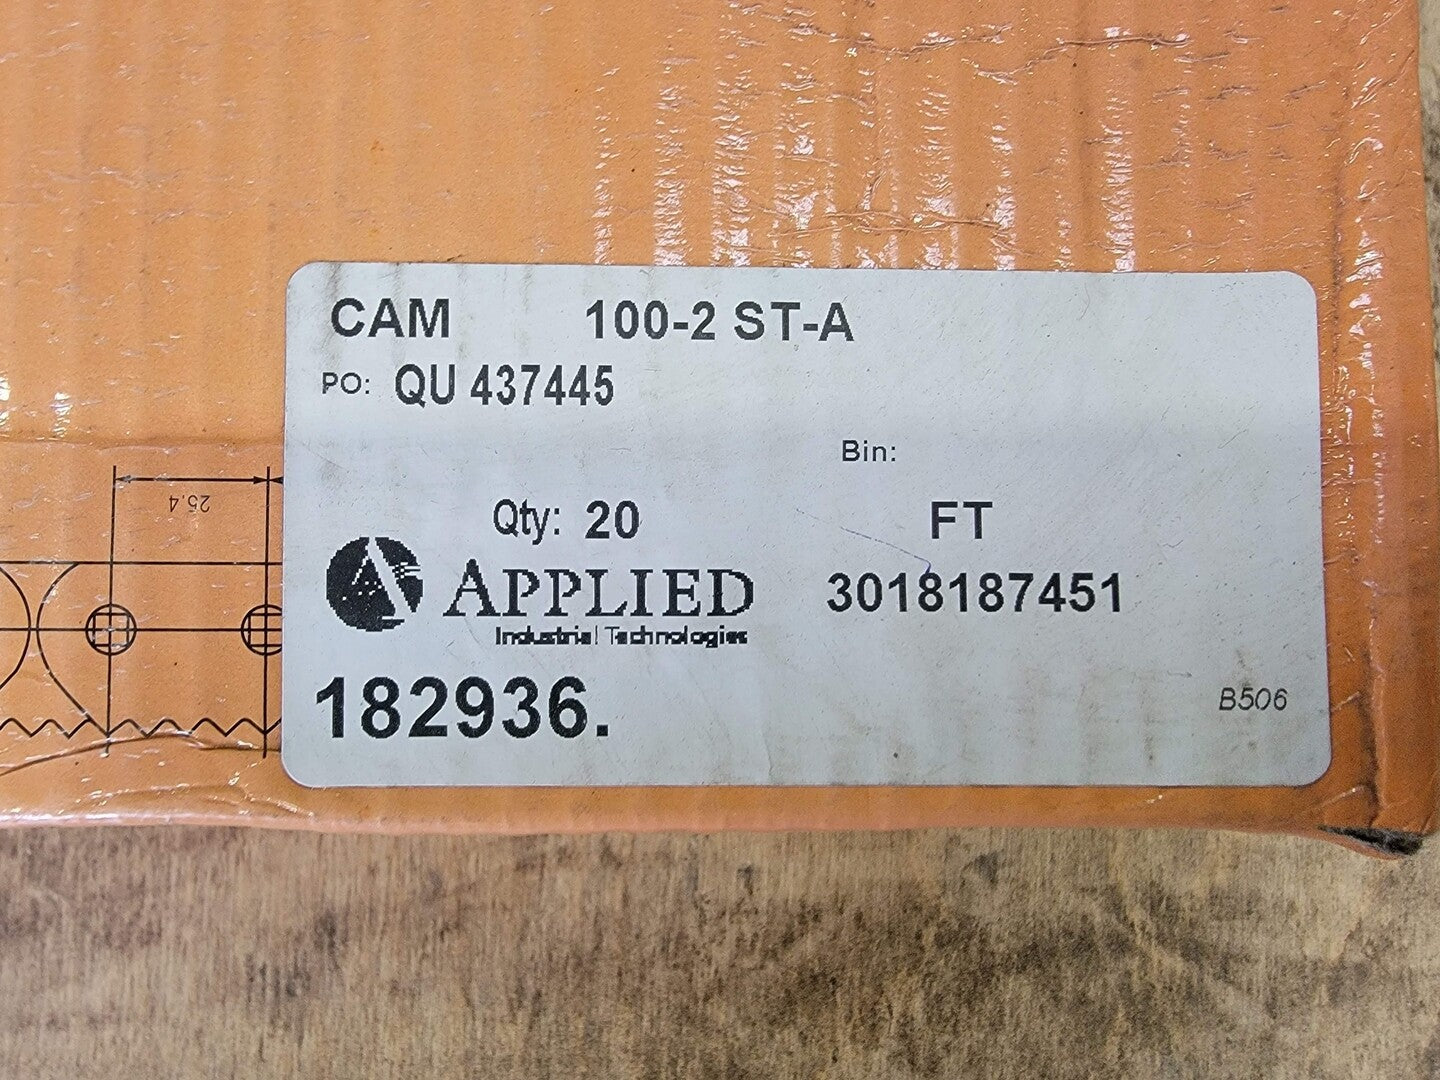 CAM 100-2 ST-A
PO: QU 437445
Bin:
25.4
Qty: 20 FT
APPLIED 3018187451
Industrial Technologies
182936.
B506